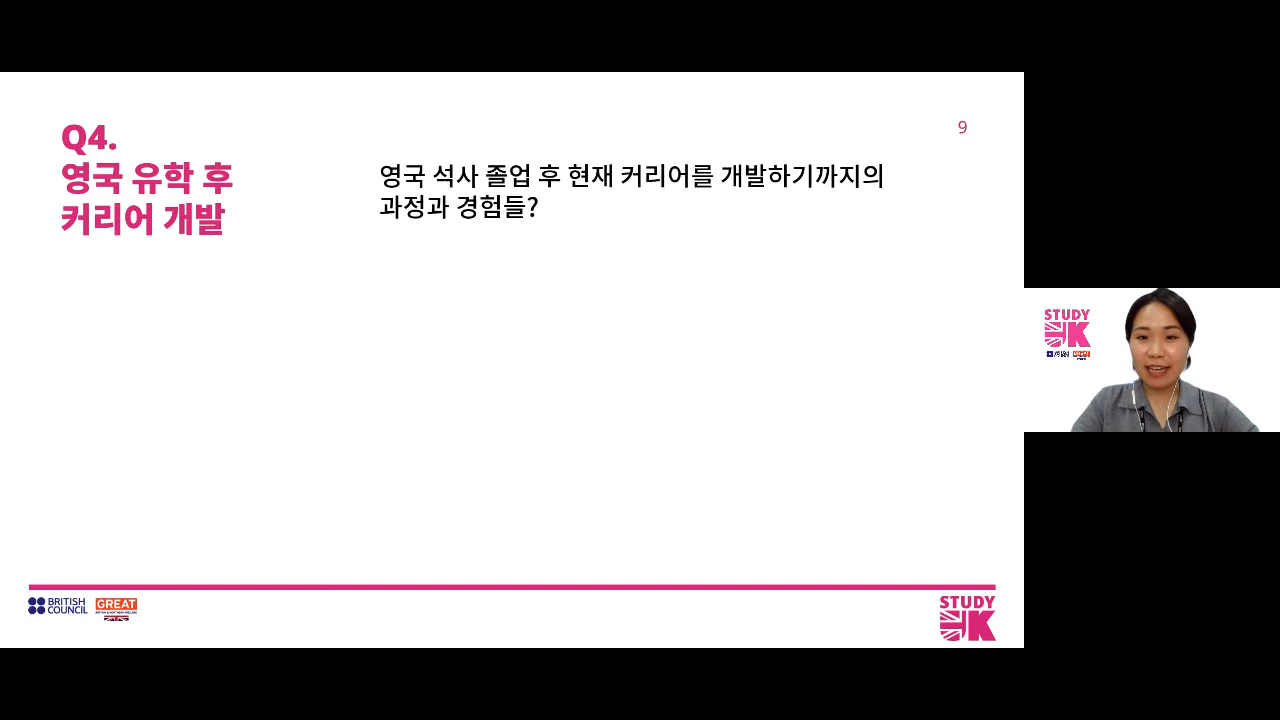 Q4.
영국 유학 후
커리어 개발
9
영국 석사 졸업 후 현재 커리어를 개발하기까지의
과정과 경험들?
BRITISH
COUNCIL
GREAT
STUDY
UK
STUDY
UK